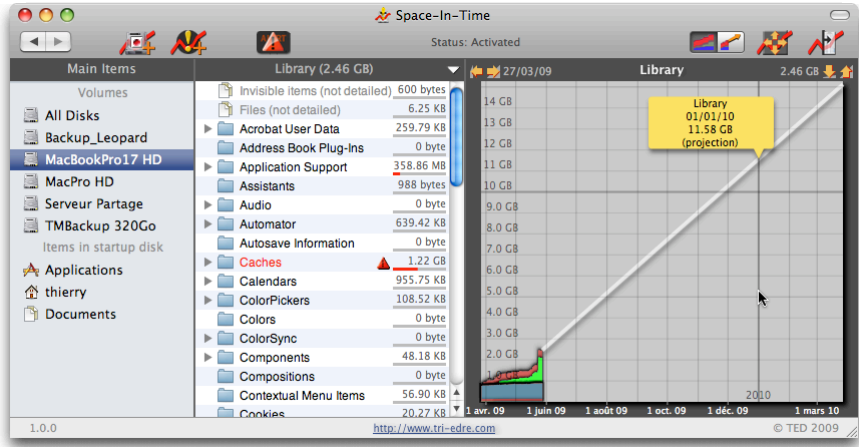 Space-In-Time
Status: Activated
Main Items
Volumes
All Disks
Backup_Leopard
MacBookPro17 HD
MacPro HD
Serveur Partage
TMBackup 320Go
Items in startup disk
Applications
thierry
Documents
Library (2.46 GB)
Invisible items (not detailed) 600 bytes
Files (not detailed) 6.25 KB
Acrobat User Data 259.79 KB
Address Book Plug-Ins 0 byte
Application Support 358.86 MB
Assistants 988 bytes
Audio 0 byte
Automator 639.42 KB
Autosave Information 0 byte
Caches 1.22 GB
Calendars 955.75 KB
ColorPickers 108.52 KB
Colors 0 byte
ColorSync 0 byte
Components 48.18 KB
Compositions 0 byte
Contextual Menu Items 56.90 KB
Cookies 20.27 KB
27/03/09 Library 2.46 GB
14 GB
13 GB
12 GB
11 GB
10 GB
9.0 GB
8.0 GB
7.0 GB
6.0 GB
5.0 GB
4.0 GB
3.0 GB
2.0 GB
Library
01/01/10
11.58 GB
(projection)
2010
1 avr. 09 1 juin 09 1 août 09 1 oct. 09 1 déc. 09 1 mars 10
1.0.0
http://www.tri-edre.com
© TED 2009